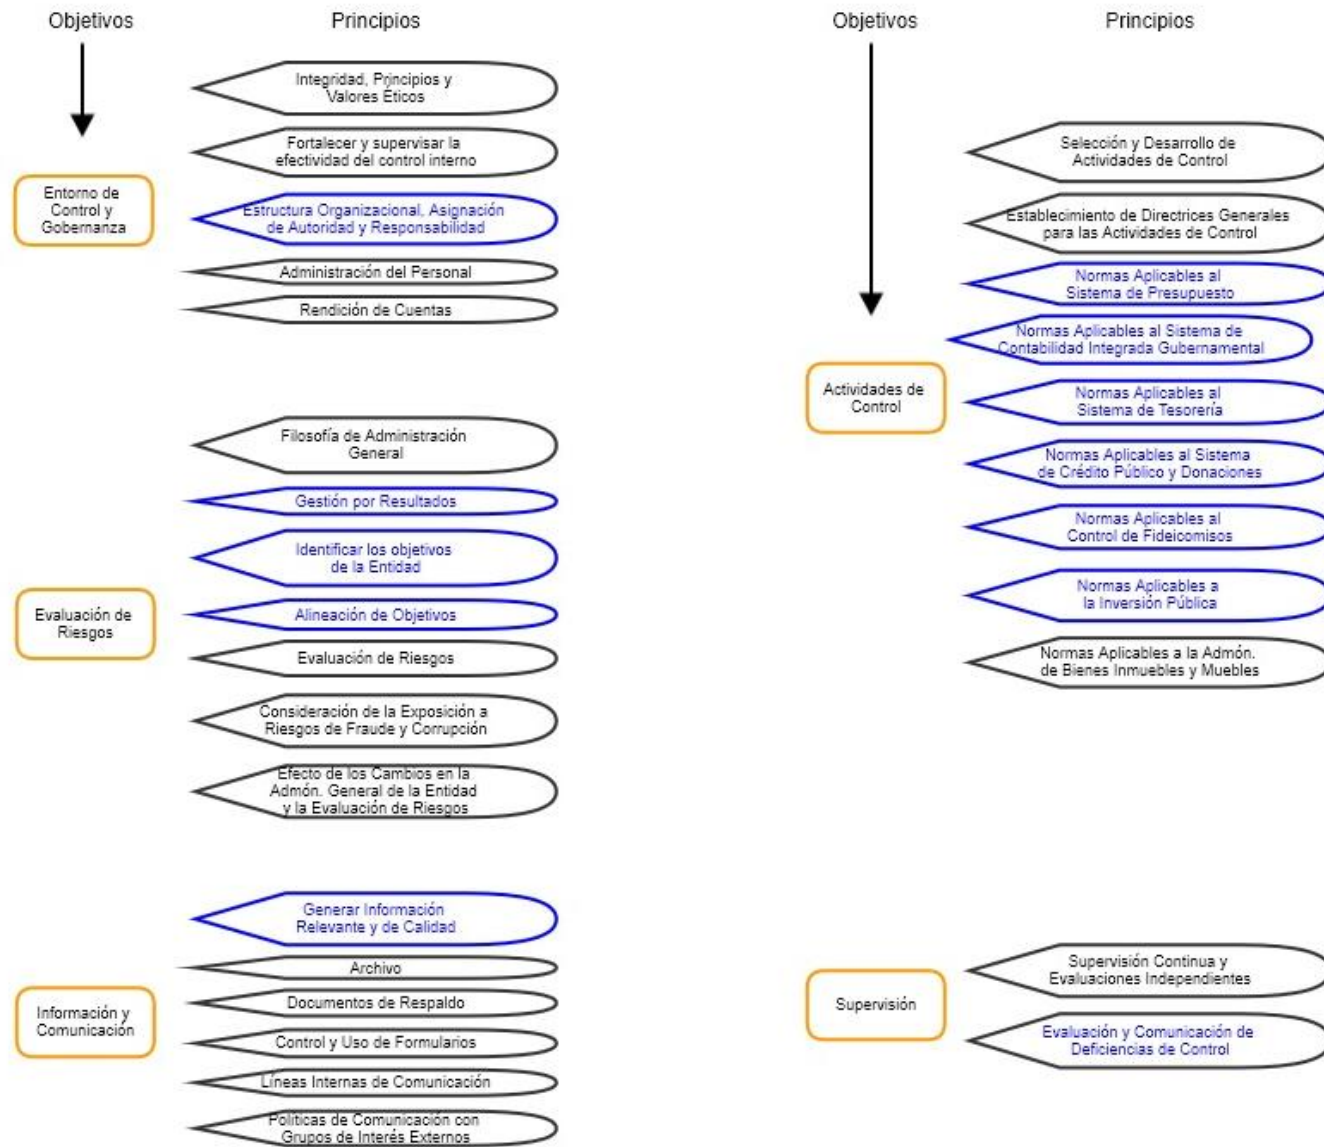 Objetivos
Principios
Integridad, Principios y
Valores Éticos
Fortalecer y supervisar la
efectividad del control interno
Entorno de
Control y
Gobernanza
Estructura Organizacional, Asignación
de Autoridad y Responsabilidad
Administración del Personal
Rendición de Cuentas
Filosofía de Administración
General
Gestión por Resultados
Identificar los objetivos
de la Entidad
Evaluación de
Riesgos
Alineación de Objetivos
Evaluación de Riesgos
Consideración de la Exposición a
Riesgos de Fraude y Corrupción
Efecto de los Cambios en la
Admón. General de la Entidad
y la Evaluación de Riesgos
Generar Información
Relevante y de Calidad
Archivo
Información y
Comunicación
Documentos de Respaldo
Control y Uso de Formularios
Líneas Internas de Comunicación
Políticas de Comunicación con
Grupos de Interés Externos
Objetivos
Principios
Selección y Desarrollo de
Actividades de Control
Establecimiento de Directrices Generales
para las Actividades de Control
Normas Aplicables al
Sistema de Presupuesto
Normas Aplicables al Sistema de
Contabilidad Integrada Gubernamental
Actividades de
Control
Normas Aplicables al
Sistema de Tesorería
Normas Aplicables al Sistema
de Crédito Público y Donaciones
Normas Aplicables al
Control de Fideicomisos
Normas Aplicables a
la Inversión Pública
Normas Aplicables a la Admón.
de Bienes Inmuebles y Muebles
Supervisión
Supervisión Continua y
Evaluaciones Independientes
Evaluación y Comunicación de
Deficiencias de Control